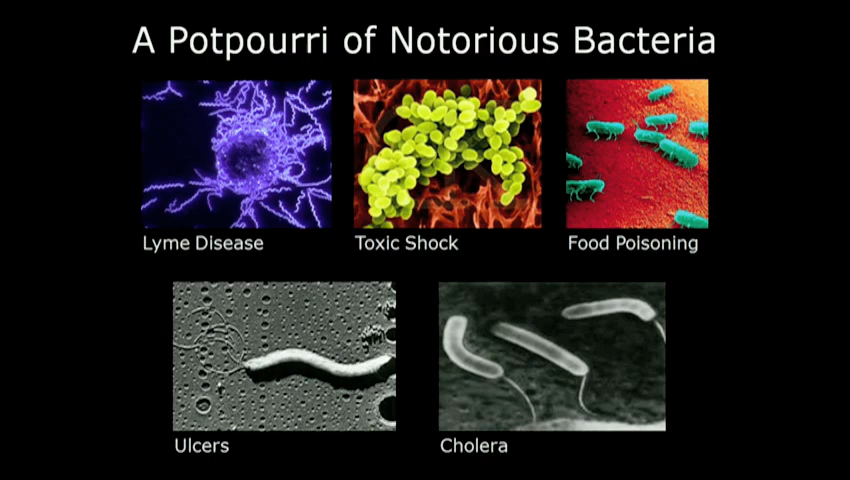 A Potpourri of Notorious Bacteria
Lyme Disease
Toxic Shock
Food Poisoning
Ulcers
Cholera